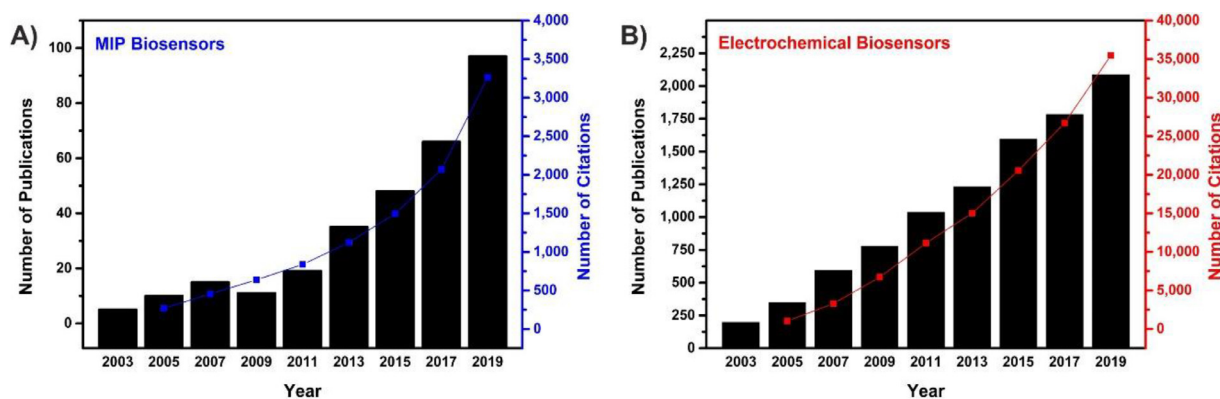 A)
MIP Biosensors
Number of Publications
100
80
60
40
20
0
4,000
3,500
3,000
2,500
2,000
1,500
1,000
500
0
Number of Citations
2003 2005 2007 2009 2011 2013 2015 2017 2019
Year
B)
Electrochemical Biosensors
Number of Publications
2,250
2,000
1,750
1,500
1,250
1,000
750
500
250
0
40,000
35,000
30,000
25,000
20,000
15,000
10,000
5,000
0
Number of Citations
2003 2005 2007 2009 2011 2013 2015 2017 2019
Year